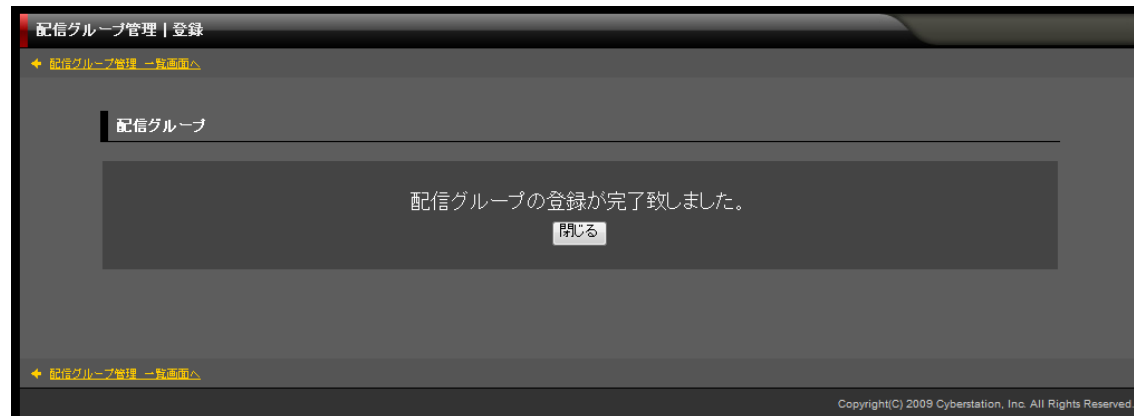 配信グループ管理 | 登録
配信グループ管理 一覧画面へ
配信グループ
配信グループの登録が完了致しました。
閉じる
配信グループ管理 一覧画面へ
Copyright(C) 2009 Cyberstation, Inc. All Rights Reserved.